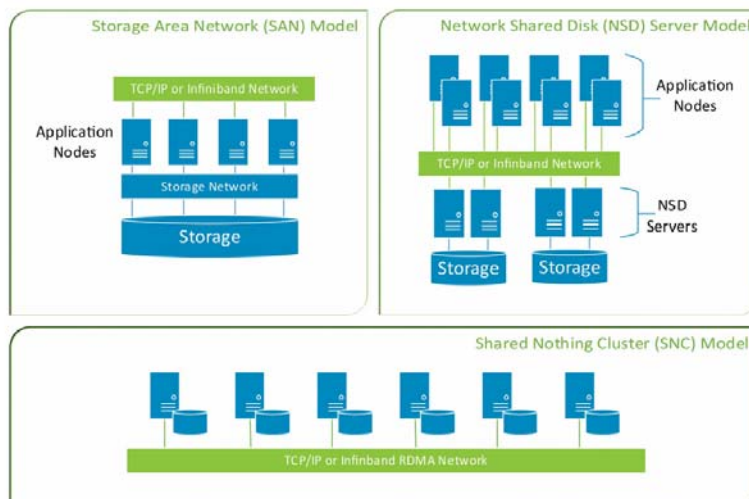 Storage Area Network (SAN) Model
TCP/IP or Infiniband Network
Application
Nodes
Storage Network
Storage
Network Shared Disk (NSD) Server Model
Application
Nodes
TCP/IP or Infinband Network
NSD
Servers
Storage
Storage
Shared Nothing Cluster (SNC) Model
TCP/IP or Infinband RDMA Network